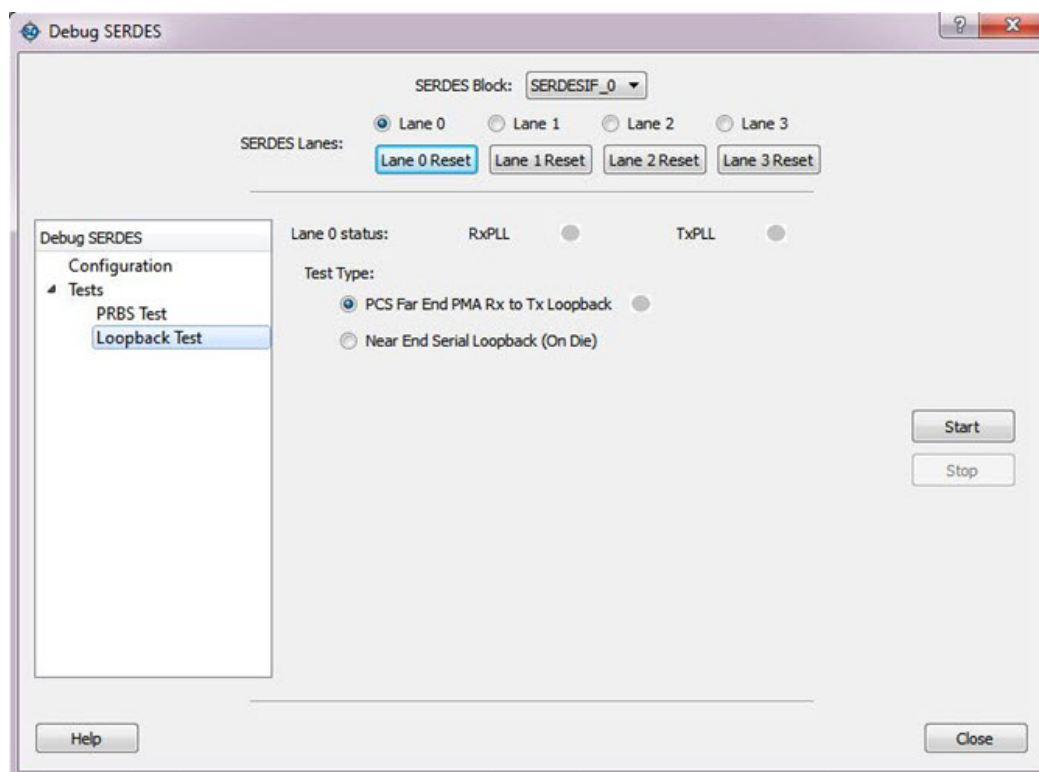 Debug SERDES
SERDES Block: SERDESIF_0
SERDES Lanes:
Lane 0 Lane 1 Lane 2 Lane 3
Lane 0 Reset Lane 1 Reset Lane 2 Reset Lane 3 Reset
Debug SERDES
Configuration
Tests
PRBS Test
Loopback Test
Lane 0 status: RxPLL TxPLL
Test Type:
PCS Far End PMA Rx to Tx Loopback
Near End Serial Loopback (On Die)
Start
Stop
Help
Close